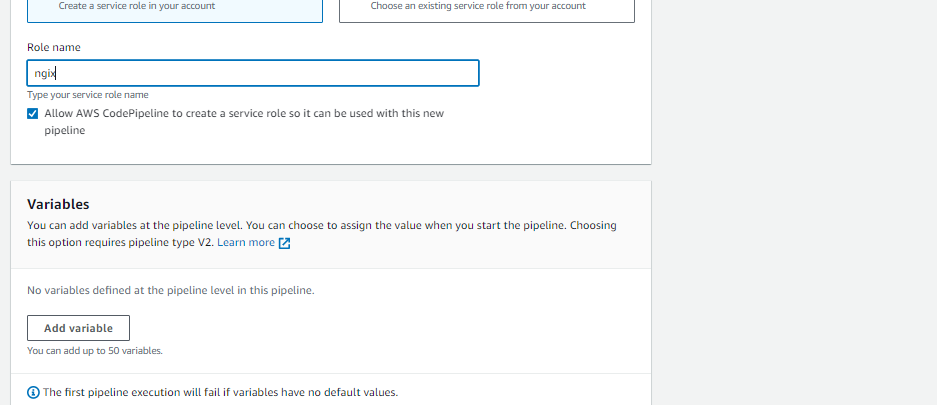 Create a service role in your account
Choose an existing service role from your account
Role name
ngix
Type your service role name
Allow AWS CodePipeline to create a service role so it can be used with this new
pipeline
Variables
You can add variables at the pipeline level. You can choose to assign the value when you start the pipeline. Choosing
this option requires pipeline type V2. Learn more
No variables defined at the pipeline level in this pipeline.
Add variable
You can add up to 50 variables.
The first pipeline execution will fail if variables have no default values.